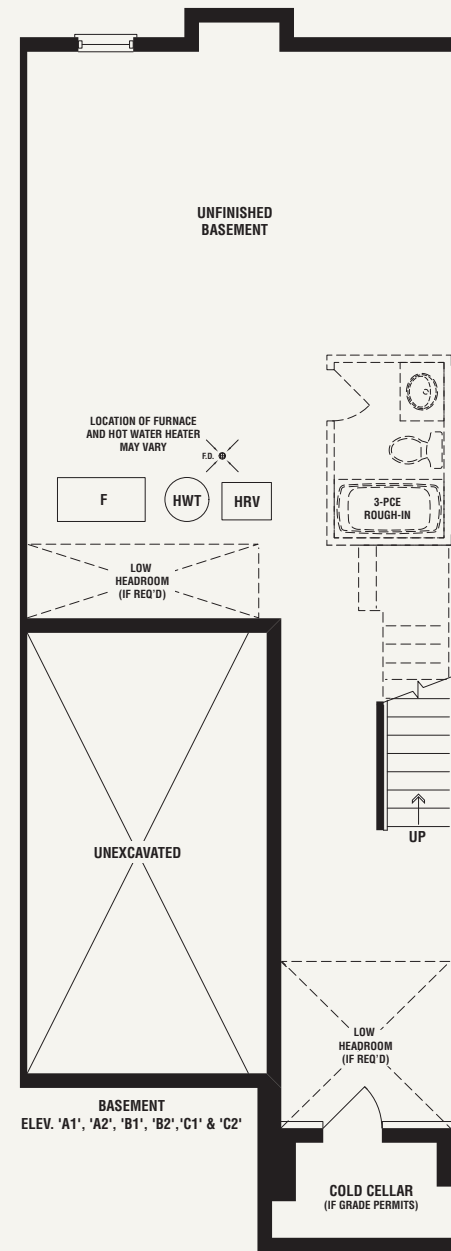 UNFINISHED
BASEMENT
LOCATION OF FURNACE
AND HOT WATER HEATER
MAY VARY
F.D.
F
HWT
HRV
3-PCE
ROUGH-IN
LOW
HEADROOM
(IF REQ'D)
UNEXCAVATED
UP
LOW
HEADROOM
(IF REQ'D)
BASEMENT
ELEV. 'A1', 'A2', 'B1', 'B2','C1' & 'C2'
COLD CELLAR
(IF GRADE PERMITS)